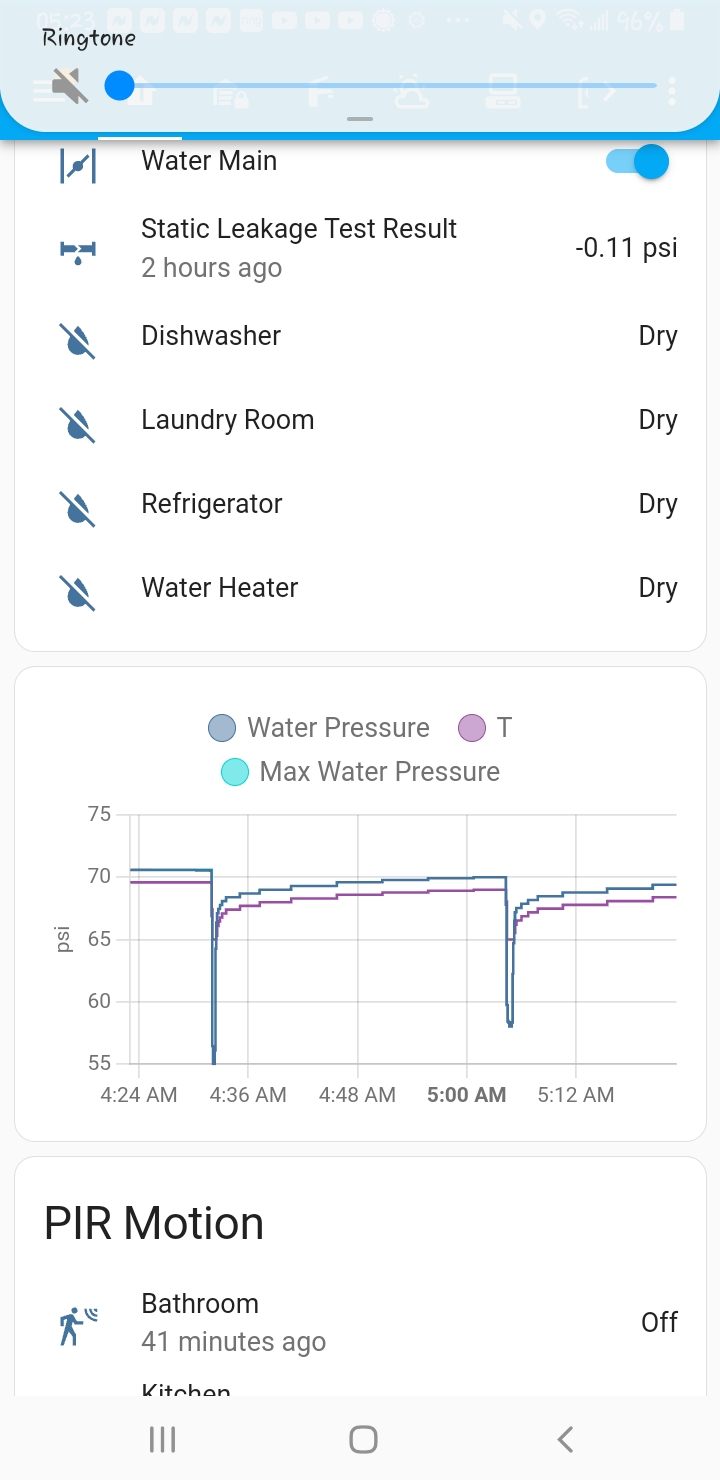 05:23
96%
Ringtone
Water Main
Static Leakage Test Result
2 hours ago
-0.11 psi
Dishwasher
Dry
Laundry Room
Dry
Refrigerator
Dry
Water Heater
Dry
Water Pressure
T
Max Water Pressure
75
70
65
60
55
psi
4:24 AM
4:36 AM
4:48 AM
5:00 AM
5:12 AM
PIR Motion
Bathroom
41 minutes ago
Off
Kitchen